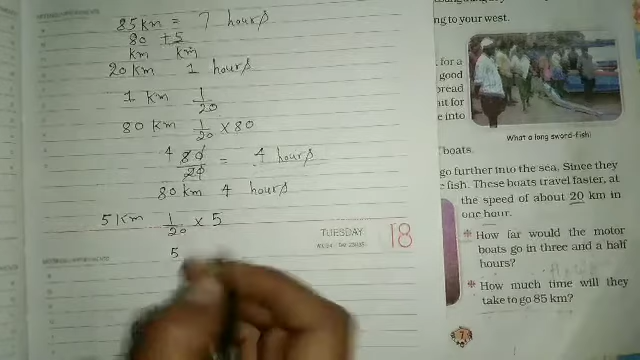 85 km = 7 hours
80 + 5
km km
20 km 1 hours
1 km 1/20
80 km 1/20 × 80
4 80/20 = 4 hours
80 km 4 hours
5 km 1/20 × 5
5
TUESDAY
18
ng to your west.
for a
good
pread
ut for
e into
What a long sword-fish!
boats.
go further into the sea. Since they
fish. These boats travel faster, at
the speed of about 20 km in
one hour.
How far would the motor
boats go in three and a half
hours?
How much time will they
take to go 85 km?
7